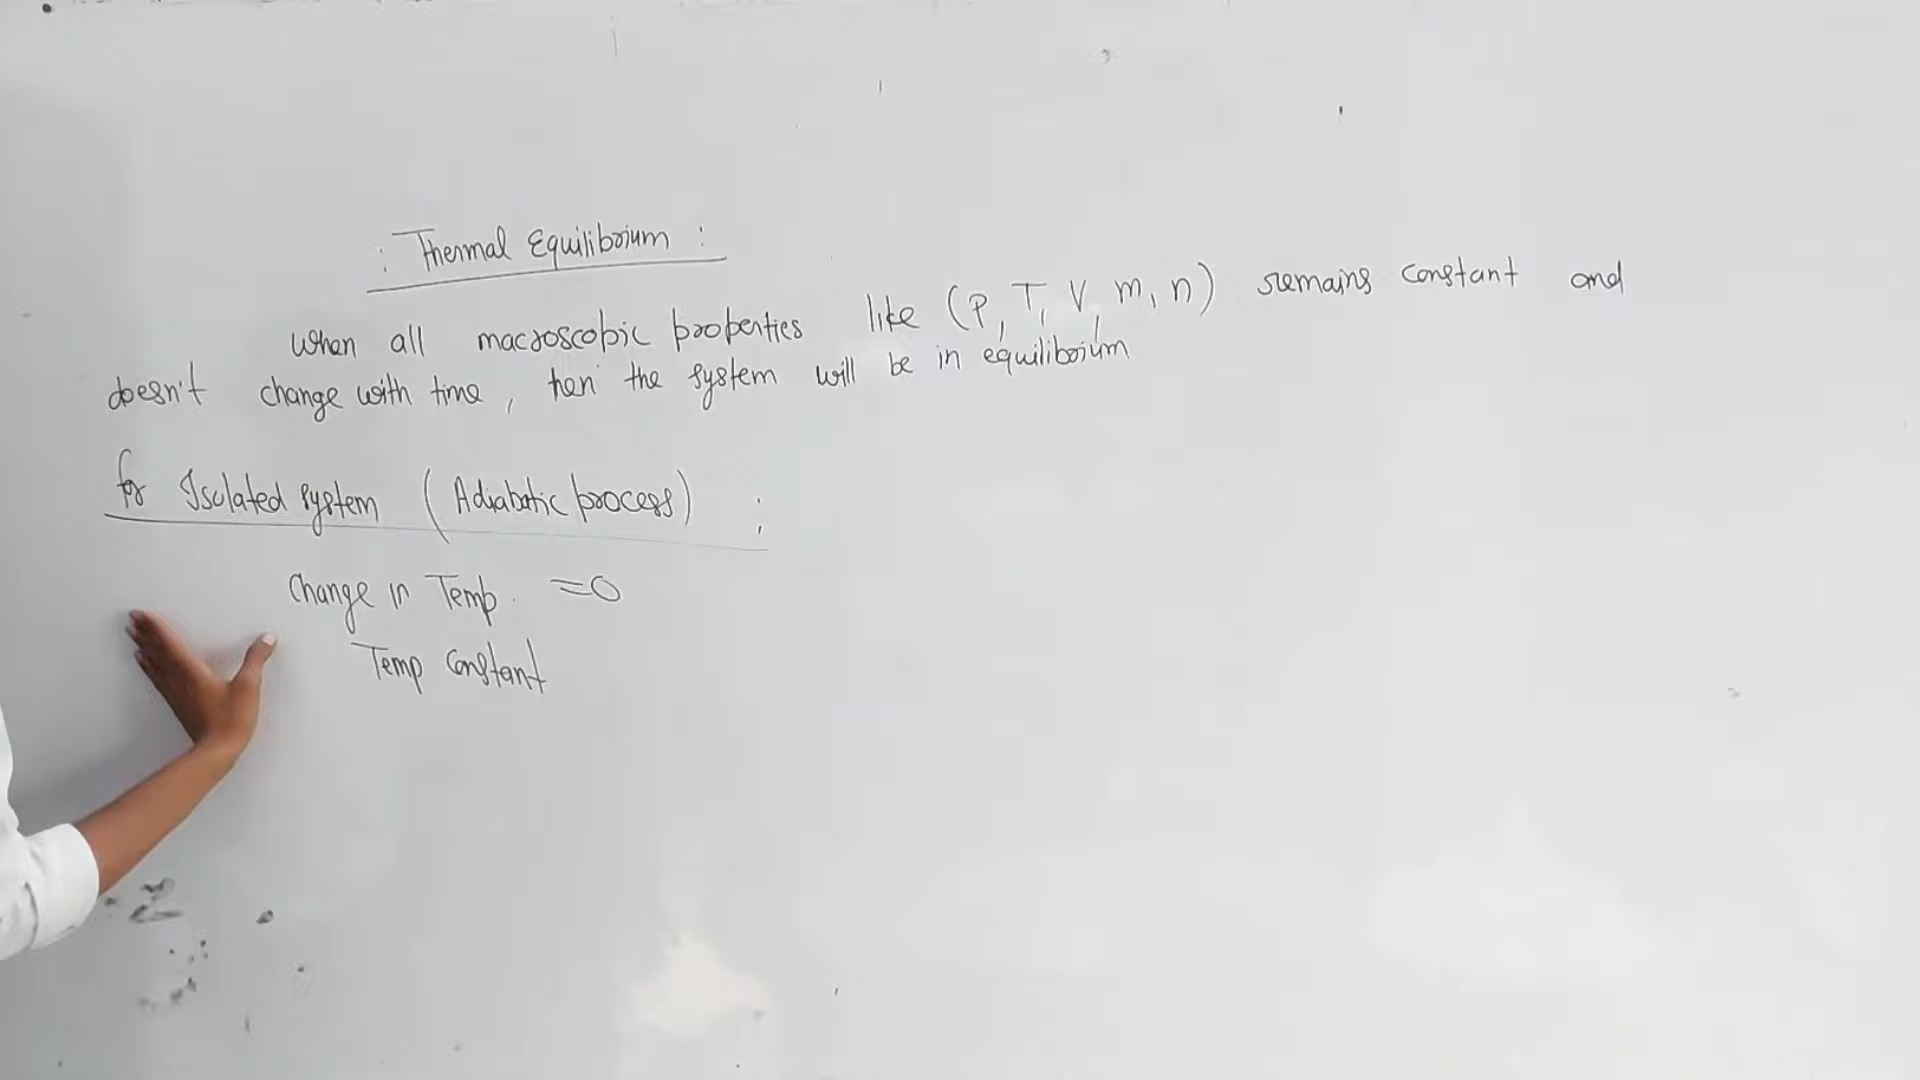 : Thermal Equilibrium :
When all macroscopic properties like (P, T, V, m, n) remains constant and
doesn't change with time, hen the system will be in equilibrium
for Isolated system (Adiabatic process) :
Change in Temp. =0
Temp constant